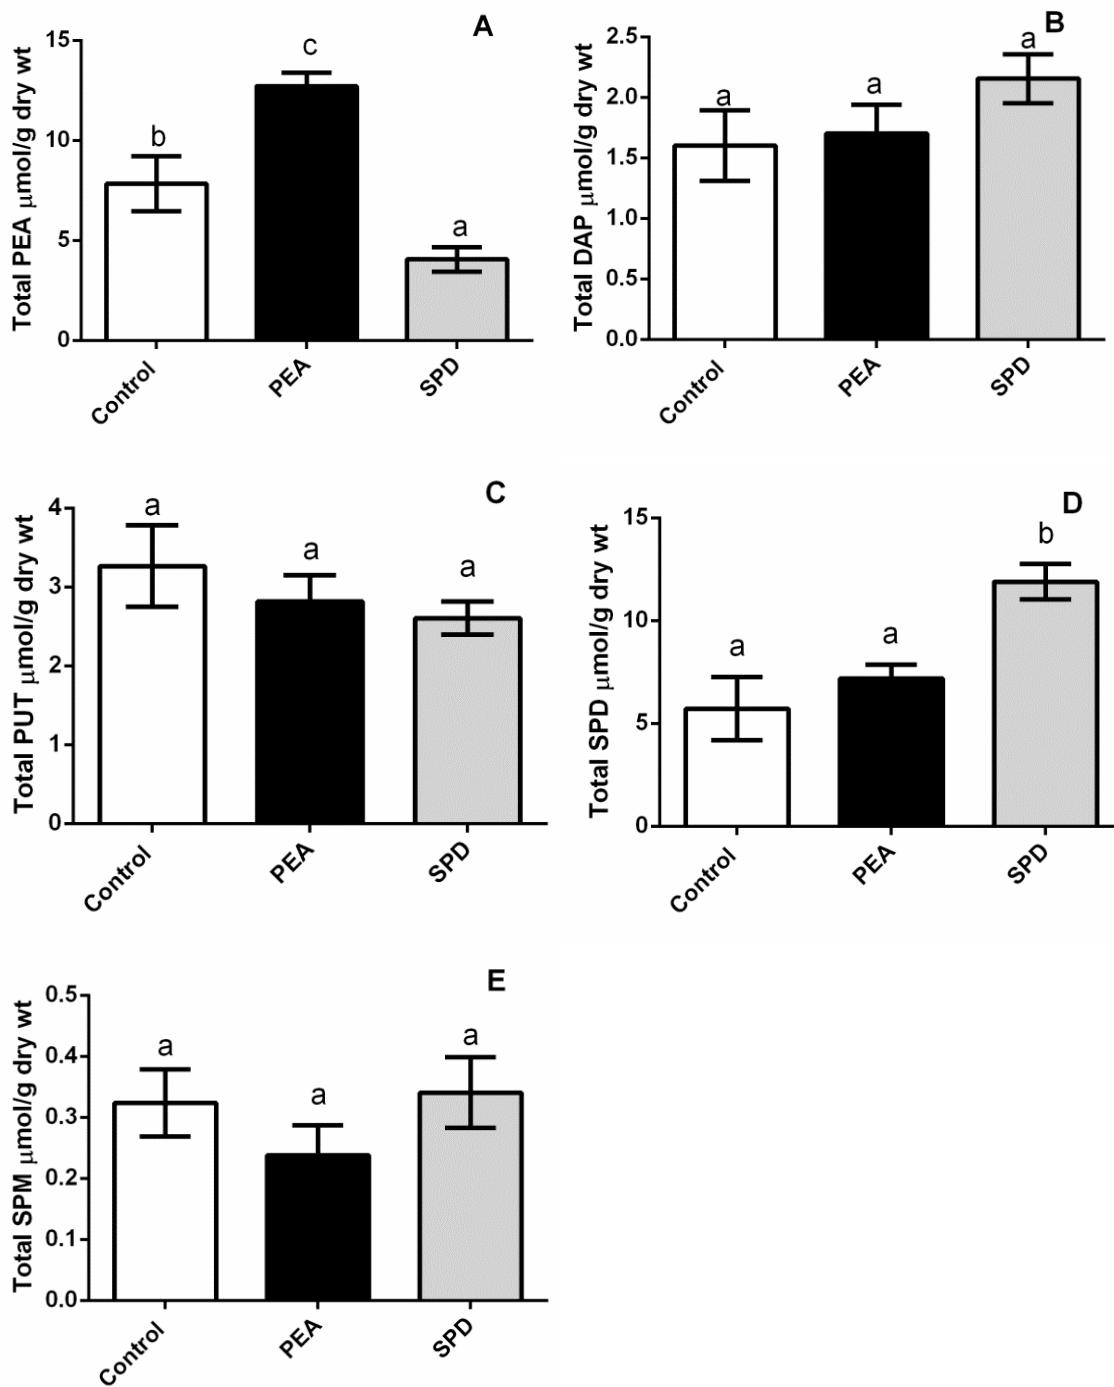 A
Total PEA μmol/g dry wt
15
10
5
0
b
c
a
Control
PEA
SPD
B
Total DAP μmol/g dry wt
2.5
2.0
1.5
1.0
0.5
0.0
a
a
a
Control
PEA
SPD
C
Total PUT μmol/g dry wt
4
3
2
1
0
a
a
a
Control
PEA
SPD
D
Total SPD μmol/g dry wt
15
10
5
0
a
a
b
Control
PEA
SPD
E
Total SPM μmol/g dry wt
0.5
0.4
0.3
0.2
0.1
0.0
a
a
a
Control
PEA
SPD